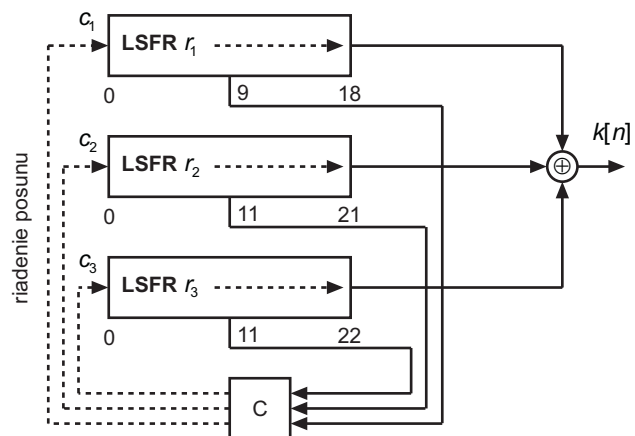 c1
LSFR r1
0
9
18
k[n]
c2
LSFR r2
0
11
21
c3
LSFR r3
0
11
22
riadenie posunu
C